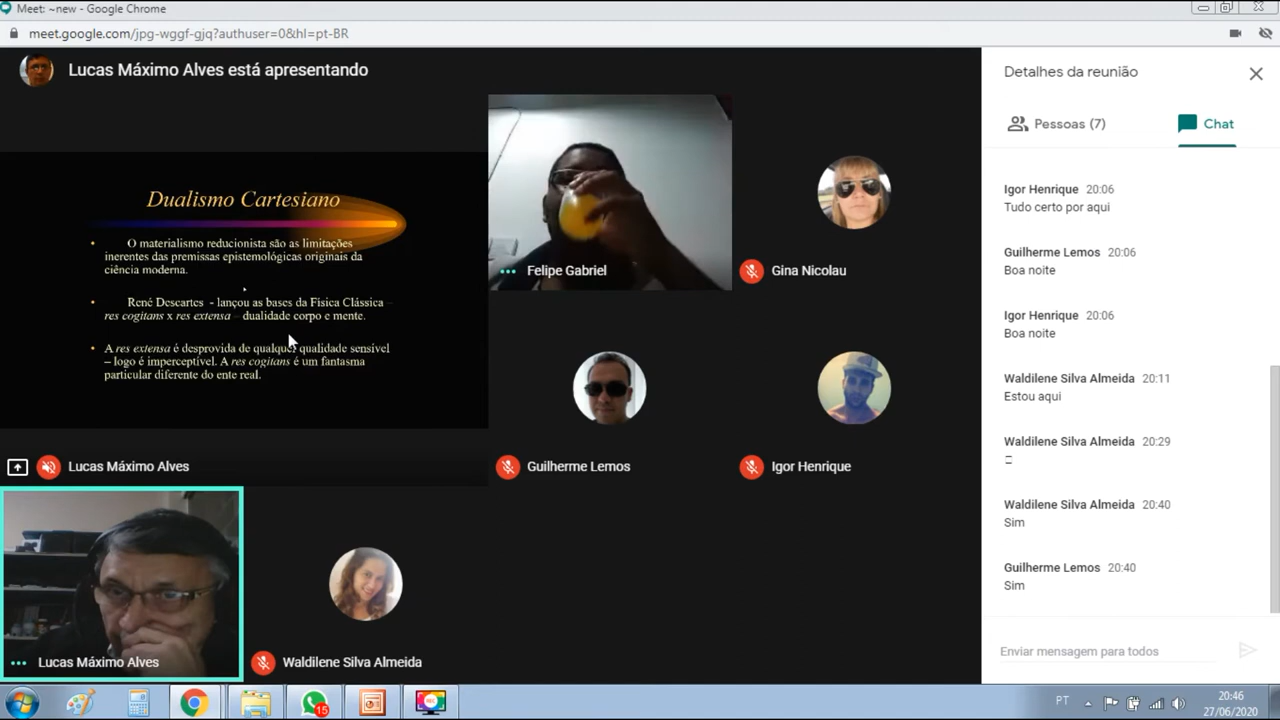 Meet: ~new - Google Chrome
meet.google.com/jpg-wggf-gjq?authuser=0&hl=pt-BR
Lucas Máximo Alves está apresentando
Dualismo Cartesiano
• O materialismo reducionista são as limitações
inerentes das premissas epistemológicas originais da
ciência moderna.
• René Descartes - lançou as bases da Física Clássica –
res cogitans x res extensa – dualidade corpo e mente.
• A res extensa é desprovida de qualquer qualidade sensível
– logo é imperceptível. A res cogitans é um fantasma
particular diferente do ente real.
Felipe Gabriel
Gina Nicolau
Lucas Máximo Alves
Guilherme Lemos
Igor Henrique
Lucas Máximo Alves
Waldilene Silva Almeida
Detalhes da reunião
Pessoas (7)
Chat
Igor Henrique 20:06
Tudo certo por aqui
Guilherme Lemos 20:06
Boa noite
Igor Henrique 20:06
Boa noite
Waldilene Silva Almeida 20:11
Estou aqui
Waldilene Silva Almeida 20:29
Waldilene Silva Almeida 20:40
Sim
Guilherme Lemos 20:40
Sim
Enviar mensagem para todos
15
REC
PT
20:46
27/06/2020